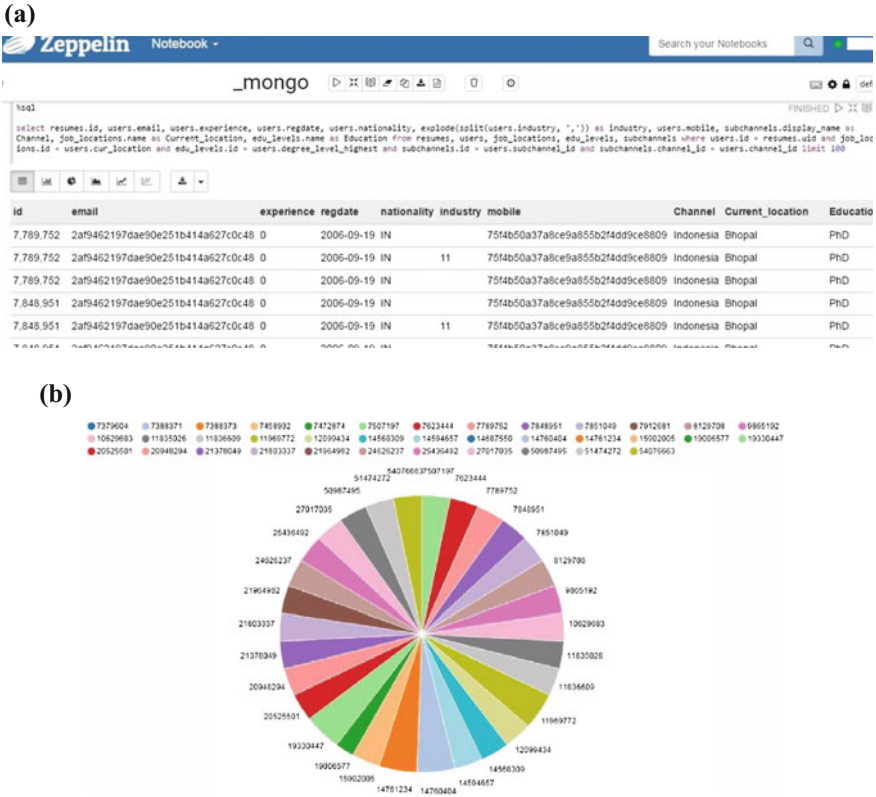 (a)
Zeppelin Notebook
Search your Notebooks
_mongo
%sql
FINISHED
select resumes.id, users.email, users.experience, users.regdate, users.nationality, explode(split(users.industry, ',')) as industry, users.mobile, subchannels.display_name as
Channel, job_locations.name as Current_location, edu_levels.name as Education from resumes, users, job_locations, edu_levels, subchannels where users.id = resumes.uid and job_loc
ions.id = users.cur_location and edu_levels.id = users.degree_level_highest and subchannels.id = users.subchannel_id and subchannels.channel_id = users.channel_id limit 100
id email experience regdate nationality industry mobile Channel Current_location Educatio
7,789,752 2af9462197dae90e251b414a627c0c48 0 2006-09-19 IN 75f4b50a37a8ce9a855b2f4dd9ce8809 Indonesia Bhopal PhD
7,789,752 2af9462197dae90e251b414a627c0c48 0 2006-09-19 IN 11 75f4b50a37a8ce9a855b2f4dd9ce8809 Indonesia Bhopal PhD
7,789,752 2af9462197dae90e251b414a627c0c48 0 2006-09-19 IN 75f4b50a37a8ce9a855b2f4dd9ce8809 Indonesia Bhopal PhD
7,848,951 2af9462197dae90e251b414a627c0c48 0 2006-09-19 IN 75f4b50a37a8ce9a855b2f4dd9ce8809 Indonesia Bhopal PhD
7,848,951 2af9462197dae90e251b414a627c0c48 0 2006-09-19 IN 11 75f4b50a37a8ce9a855b2f4dd9ce8809 Indonesia Bhopal PhD
(b)
7379604 7388371 7388373 7458932 7472874 7507197 7623444 7789752 7848951 7851049 7912681 8129708 9865192
10629683 11835026 11836609 11969772 12099434 14568309 14594657 14687550 14760404 14761234 15902005 19006577 19330447
20525501 20948294 21378049 21803337 21964982 24626237 25436492 27017035 50987495 51474272 54076663
54076663
7507197
7623444
7789752
7848951
7851049
8129708
9865192
10629683
11835026
11836609
11969772
12099434
14568309
14594657
14760404
14761234
15902005
19006577
19330447
20525501
20948294
21378049
21803337
21964982
24626237
25436492
27017035
50987495
51474272